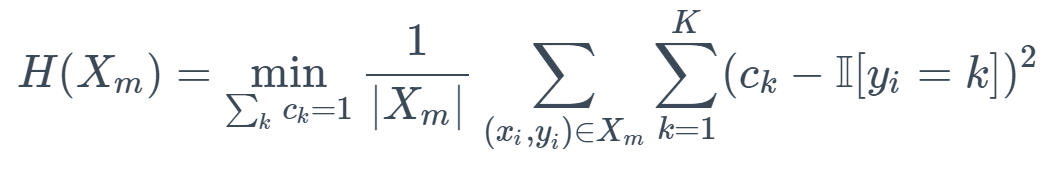 $$H(X_m) = \min_{\sum_k c_k = 1} \frac{1}{|X_m|} \sum_{(x_i, y_i) \in X_m} \sum_{k=1}^{K} (c_k - \mathbb{I}[y_i = k])^2$$